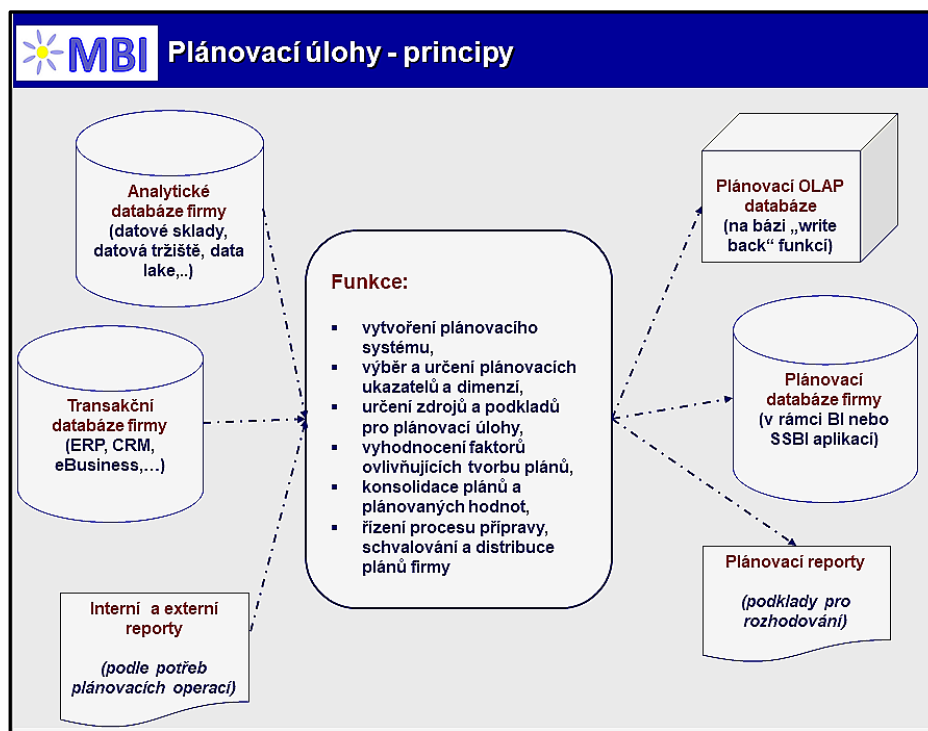 MBI
Plánovací úlohy - principy
Analytické
databáze firmy
(datové sklady,
datová tržiště, data
lake,..)
Transakční
databáze firmy
(ERP, CRM,
eBusiness,...)
Interní a externí
reporty
(podle potřeb
plánovacích operací)
Funkce:
▪ vytvoření plánovacího
systému,
▪ výběr a určení plánovacích
ukazatelů a dimenzí,
▪ určení zdrojů a podkladů
pro plánovací úlohy,
▪ vyhodnocení faktorů
ovlivňujících tvorbu plánů,
▪ konsolidace plánů a
plánovaných hodnot,
▪ řízení procesu přípravy,
schvalování a distribuce
plánů firmy
Plánovací OLAP
databáze
(na bázi „write
back“ funkcí)
Plánovací
databáze firmy
(v rámci BI nebo
SSBI aplikací)
Plánovací reporty
(podklady pro
rozhodování)